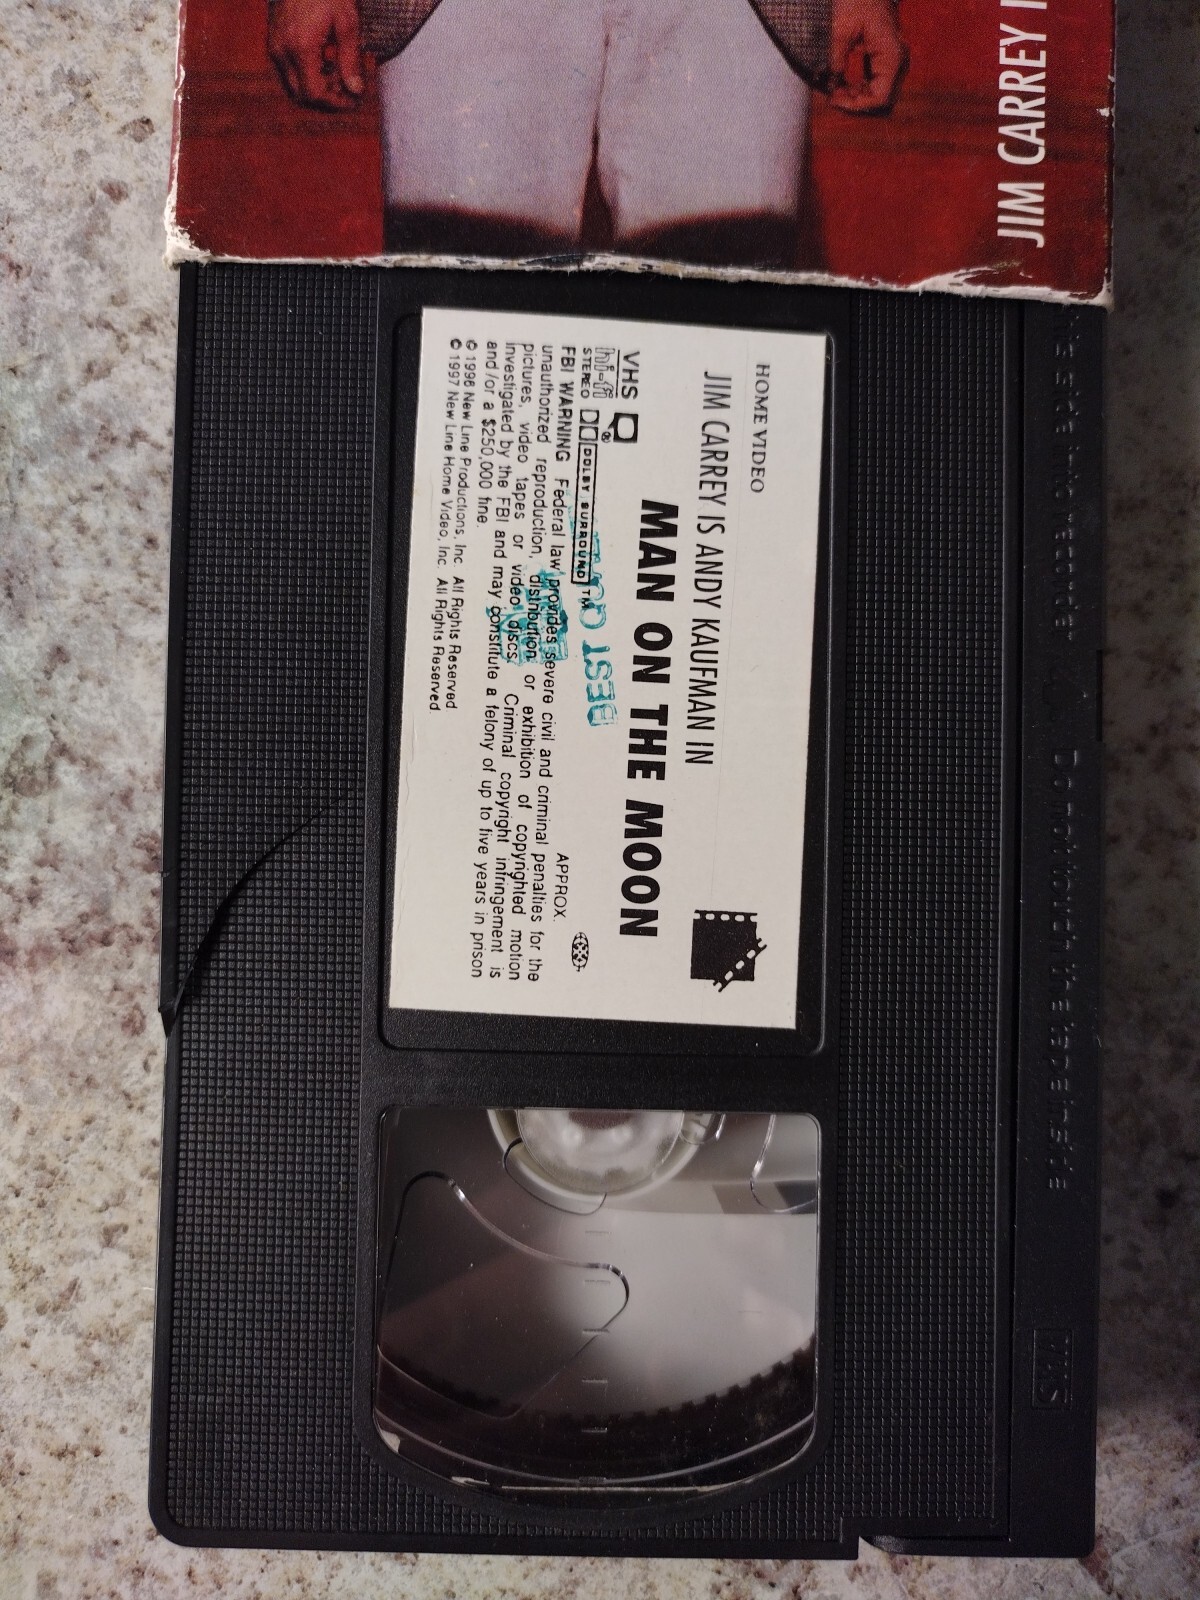 JIM CARREY
HOME VIDEO
JIM CARREY IS ANDY KAUFMAN IN
MAN ON THE MOON
VHS
hi-fi ®
STEREO DOLBY SURROUND TM
BEST
APPROX.
FBI WARNING Federal law provides severe civil and criminal penalties for the
unauthorized reproduction, distribution or exhibition of copyrighted motion
pictures, video tapes or video discs. Criminal copyright infringement is
investigated by the FBI and may constitute a felony of up to five years in prison
and/or a $250,000 fine.
© 1996 New Line Productions, Inc. All Rights Reserved
© 1997 New Line Home Video, Inc. All Rights Reserved.
side into recorder
Do not touch the tape inside
VHS